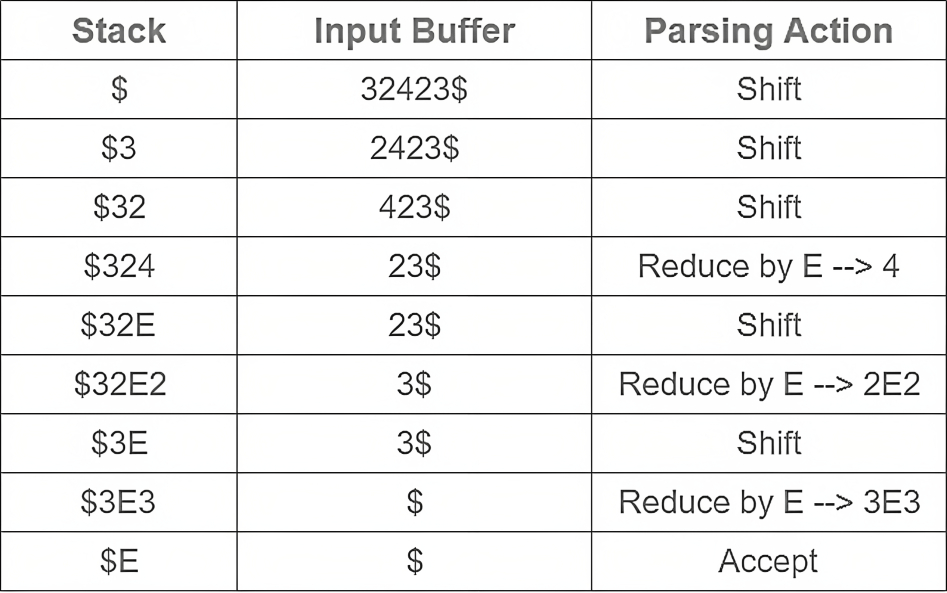 Stack Input Buffer Parsing Action
$ 32423$ Shift
$3 2423$ Shift
$32 423$ Shift
$324 23$ Reduce by E --> 4
$32E 23$ Shift
$32E2 3$ Reduce by E --> 2E2
$3E 3$ Shift
$3E3 $ Reduce by E --> 3E3
$E $ Accept